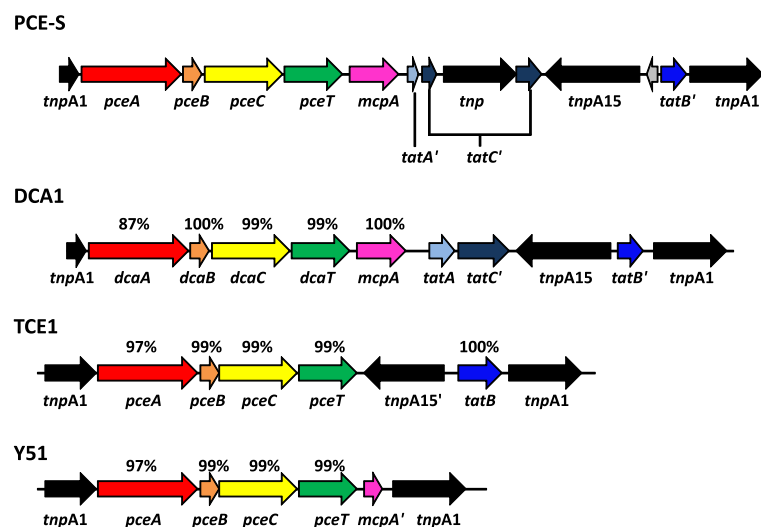 PCE-S
tnpA1 pceA pceB pceC pceT mcpA tnp tnpA15 tatB' tnpA1
tatA' tatC'
DCA1
87% 100% 99% 99% 100%
tnpA1 dcaA dcaB dcaC dcaT mcpA tatA tatC' tnpA15 tatB' tnpA1
TCE1
97% 99% 99% 99% 100%
tnpA1 pceA pceB pceC pceT tnpA15' tatB tnpA1
Y51
97% 99% 99% 99%
tnpA1 pceA pceB pceC pceT mcpA' tnpA1